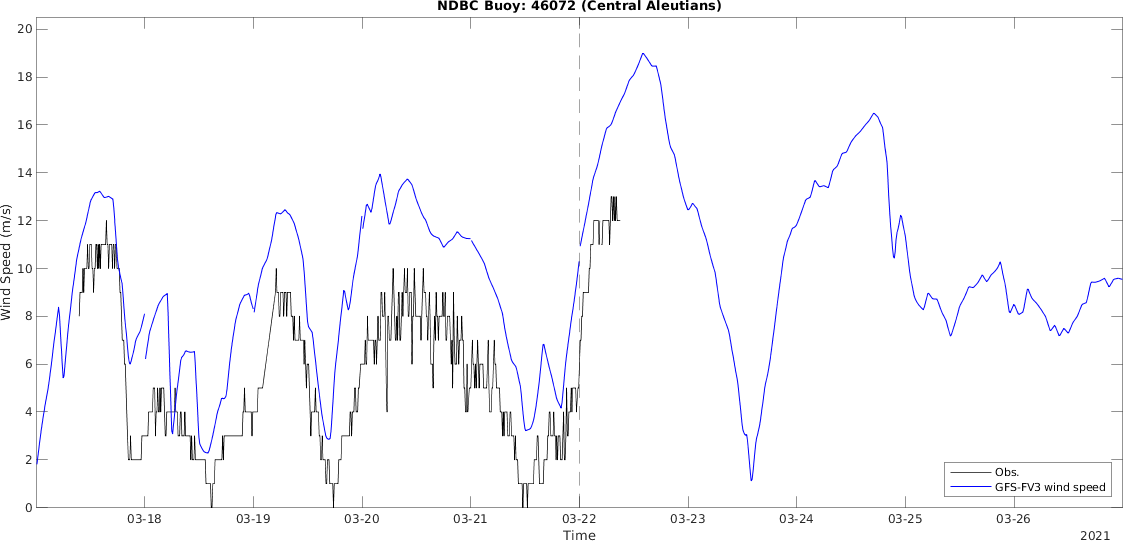 NDBC Buoy: 46072 (Central Aleutians)
20
18
16
14
12
10
8
6
4
2
0
Wind Speed (m/s)
03-18 03-19 03-20 03-21 03-22 03-23 03-24 03-25 03-26
Time
2021
Obs.
GFS-FV3 wind speed